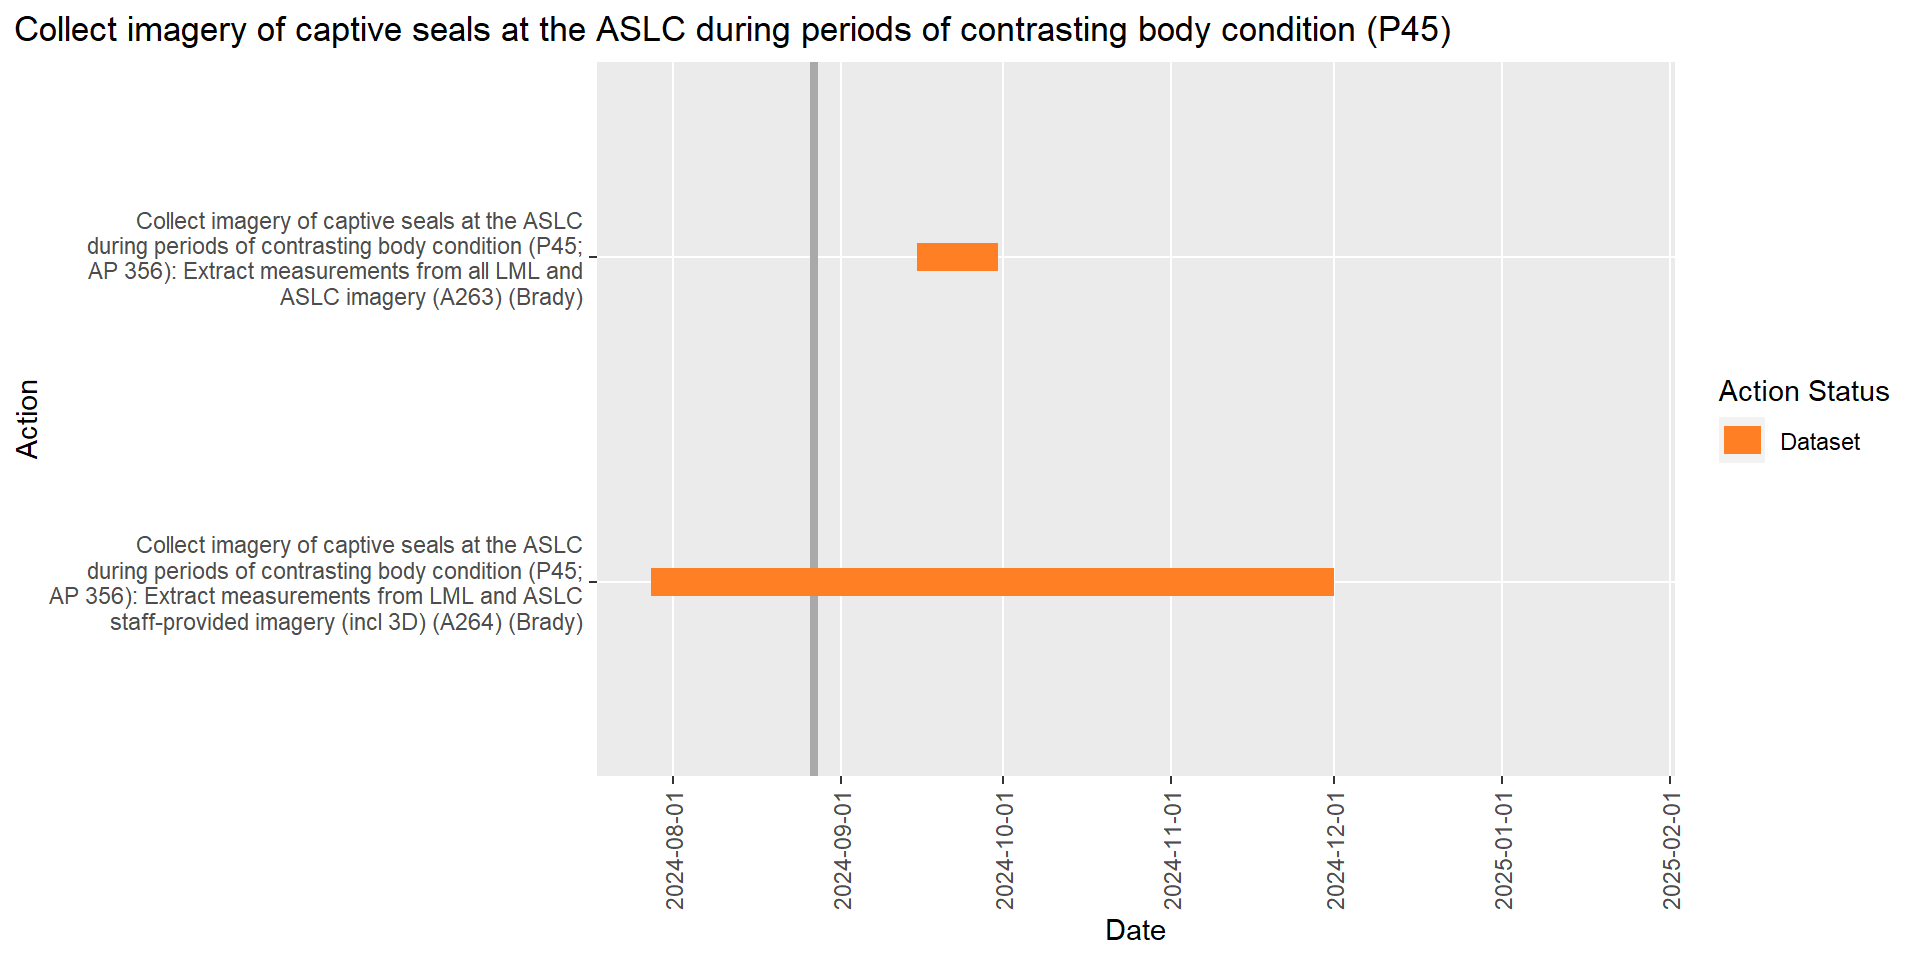 Collect imagery of captive seals at the ASLC during periods of contrasting body condition (P45)
Collect imagery of captive seals at the ASLC
during periods of contrasting body condition (P45;
AP 356): Extract measurements from all LML and
ASLC imagery (A263) (Brady)
Action
Collect imagery of captive seals at the ASLC
during periods of contrasting body condition (P45;
AP 356): Extract measurements from LML and ASLC
staff-provided imagery (incl 3D) (A264) (Brady)
Action Status
Dataset
2024-08-01
2024-09-01
2024-10-01
2024-11-01
2024-12-01
2025-01-01
2025-02-01
Date